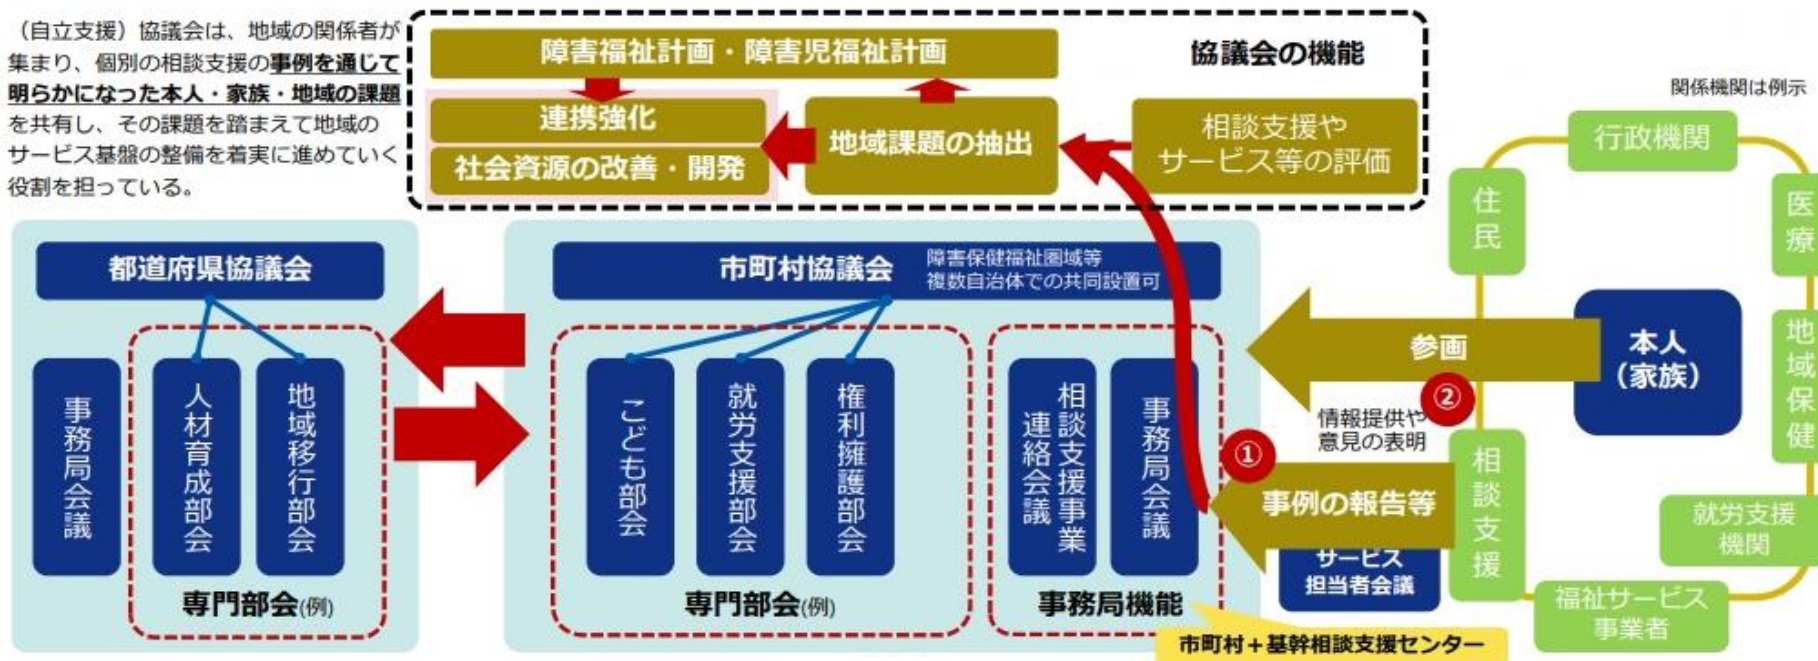 （自立支援）協議会は、地域の関係者が
集まり、個別の相談支援の事例を通じて
明らかになった本人・家族・地域の課題
を共有し、その課題を踏まえて地域の
サービス基盤の整備を着実に進めていく
役割を担っている。
障害福祉計画・障害児福祉計画
協議会の機能
連携強化
社会資源の改善・開発
地域課題の抽出
相談支援や
サービス等の評価
関係機関は例示
都道府県協議会
事務局会議
人材育成部会
地域移行部会
専門部会(例)
市町村協議会
障害保健福祉圏域等
複数自治体での共同設置可
こども部会
就労支援部会
権利擁護部会
専門部会(例)
相談支援事業
連絡会議
事務局会議
事務局機能
市町村＋基幹相談支援センター
参画
②
情報提供や
意見の表明
①
事例の報告等
サービス
担当者会議
本人
（家族）
行政機関
住民
医療
地域保健
相談支援
就労支援
機関
福祉サービス
事業者